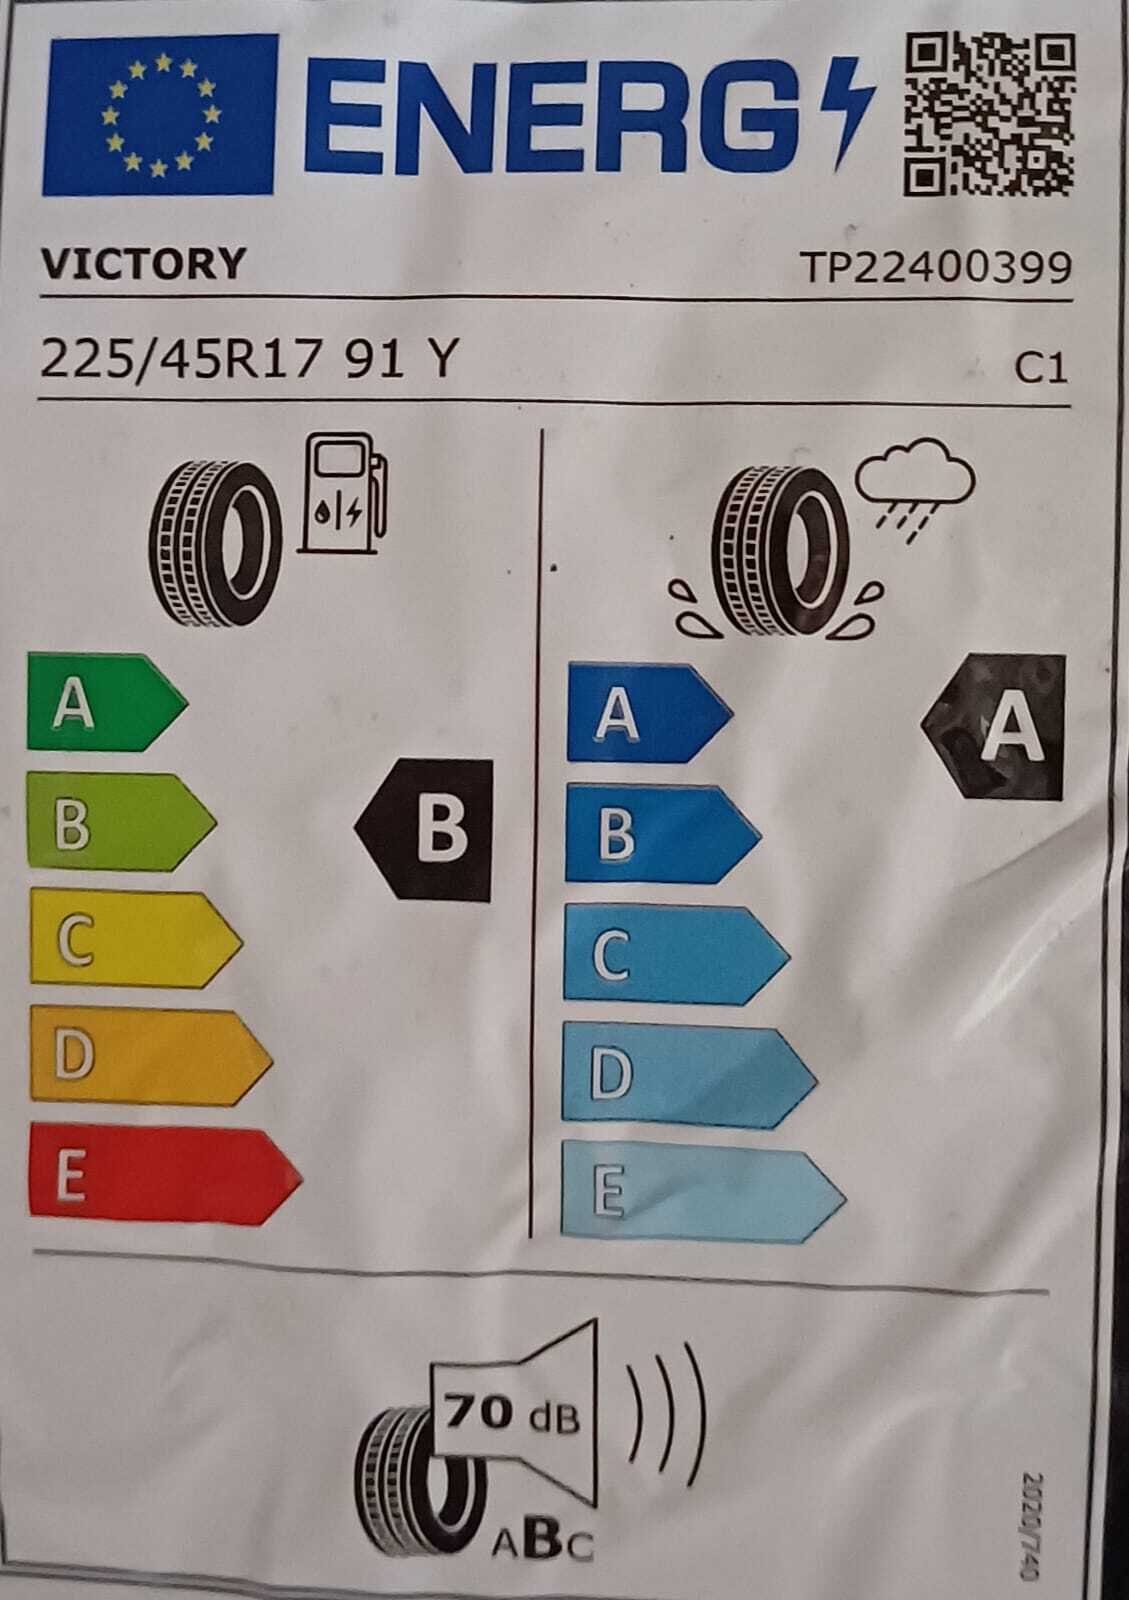 ENERG
VICTORY TP22400399
225/45R17 91 Y C1
A A A
B B B
C C
D D
E E
70 dB
ABC
2020/740